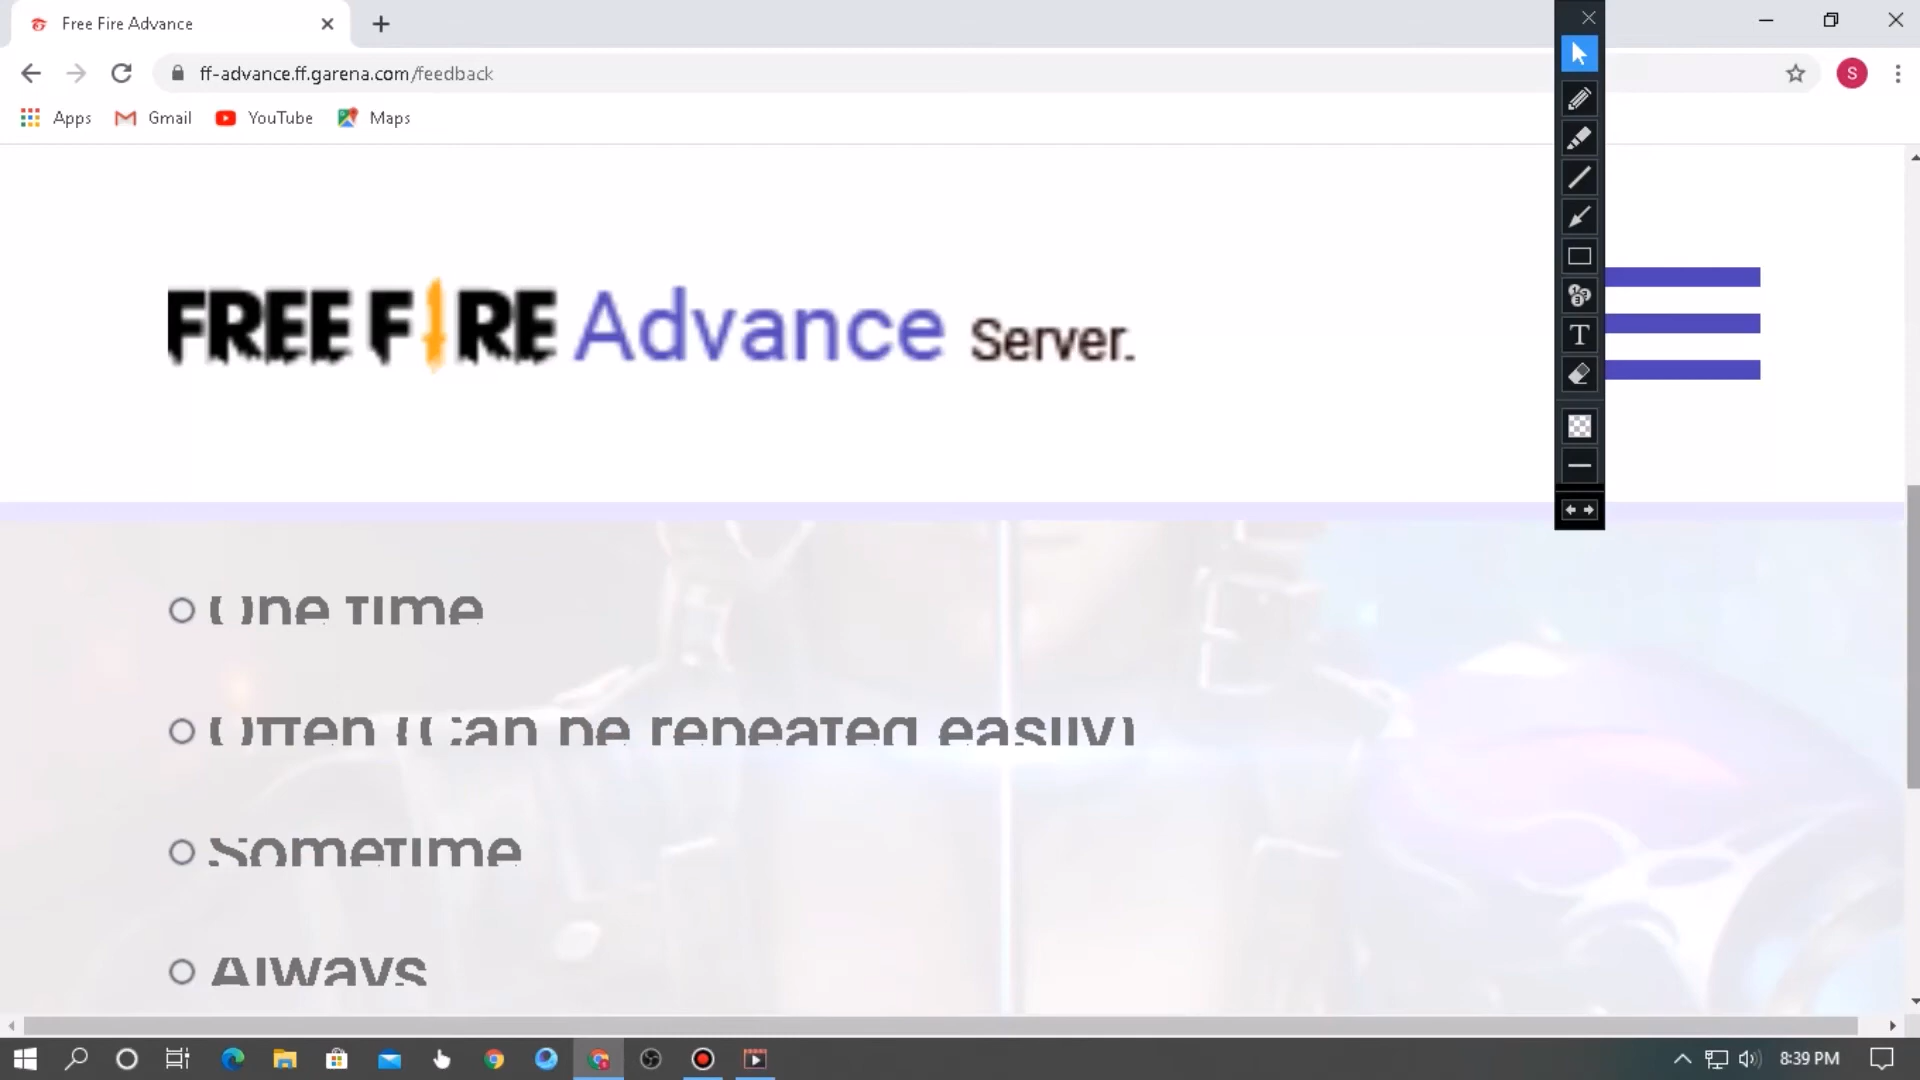 Free Fire Advance
ff-advance.ff.garena.com/feedback
S
Apps Gmail YouTube Maps
FREE FIRE Advance Server.
T
One time
Often (Can be repeated easily)
Sometime
Always
8:39 PM